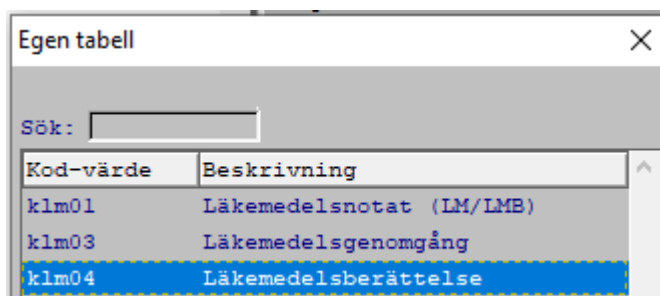 Egen tabell
Sök:
Kod-värde Beskrivning
klm01 Läkemedelsnotat (LM/LMB)
klm03 Läkemedelsgenomgång
klm04 Läkemedelsberättelse